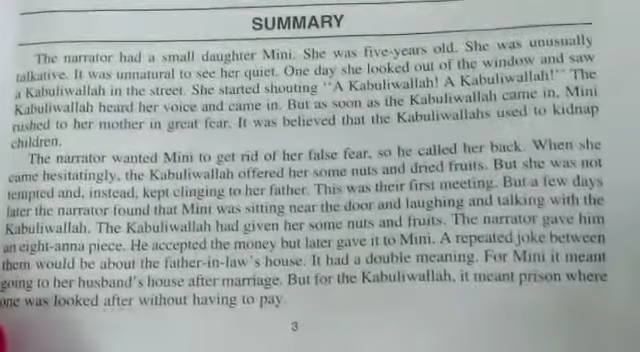 SUMMARY
The narrator had a small daughter Mini. She was five-years old. She was unusually
talkative. It was unnatural to see her quiet. One day she looked out of the window and saw
a Kabuliwallah in the street. She started shouting "A Kabuliwallah! A Kabuliwallah!" The
Kabuliwallah heard her voice and came in. But as soon as the Kabuliwallah came in, Mini
rushed to her mother in great fear. It was believed that the Kabuliwallahs used to kidnap
children.
The narrator wanted Mini to get rid of her false fear, so he called her back. When she
came hesitatingly, the Kabuliwallah offered her some nuts and dried fruits. But she was not
tempted and, instead, kept clinging to her father. This was their first meeting. But a few days
later the narrator found that Mini was sitting near the door and laughing and talking with the
Kabuliwallah. The Kabuliwallah had given her some nuts and fruits. The narrator gave him
an eight-anna piece. He accepted the money but later gave it to Mini. A repeated joke between
them would be about the father-in-law's house. It had a double meaning. For Mini it meant
going to her husband's house after marriage. But for the Kabuliwallah, it meant prison where
one was looked after without having to pay.
3